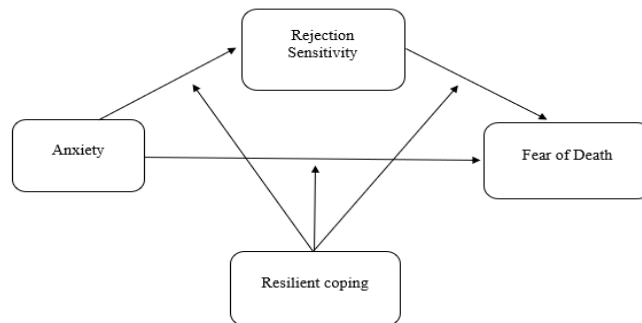 Rejection
Sensitivity
Anxiety
Fear of Death
Resilient coping